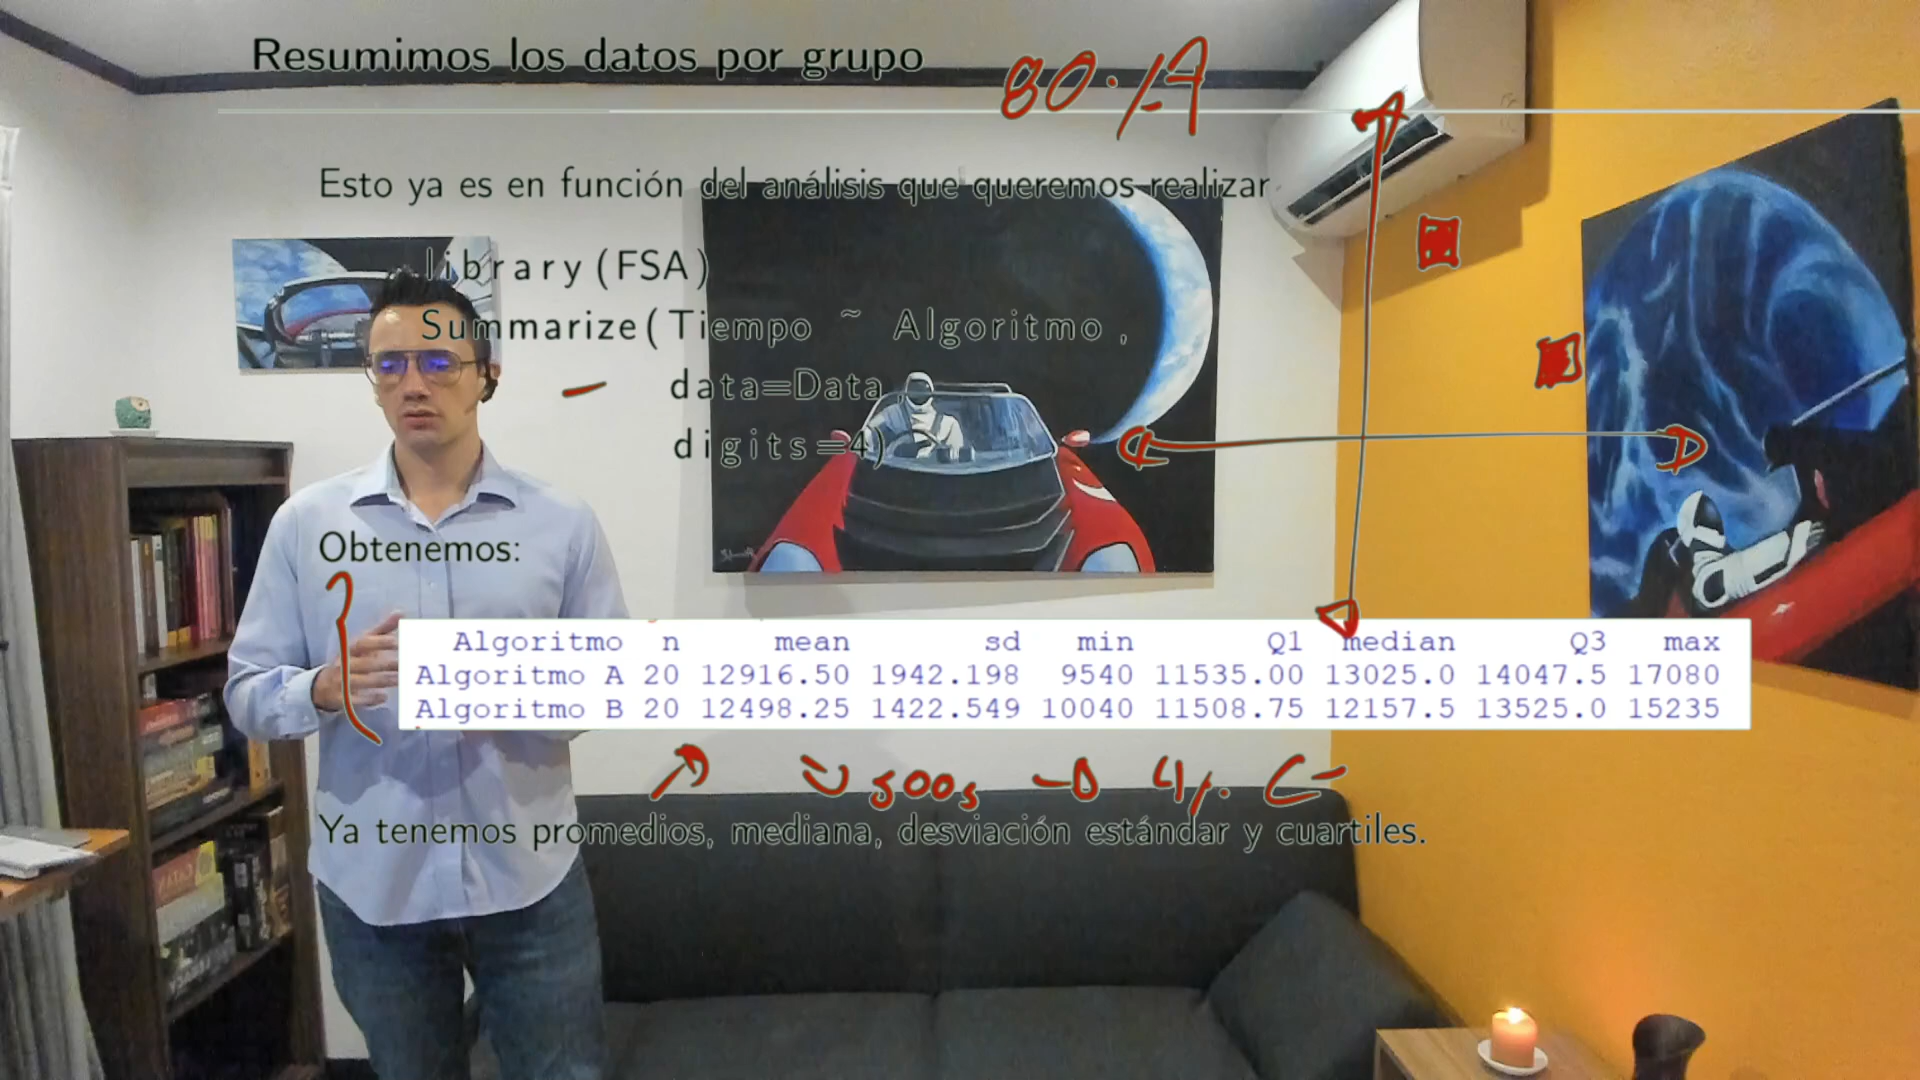 Resumimos los datos por grupo
80%A
Esto ya es en función del análisis que queremos realizar.
library(FSA)
Summarize(Tiempo ~ Algoritmo,
data=Data,
digits=4)
Obtenemos:
Algoritmo n mean sd min Q1 median Q3 max
Algoritmo A 20 12916.50 1942.198 9540 11535.00 13025.0 14047.5 17080
Algoritmo B 20 12498.25 1422.549 10040 11508.75 12157.5 13525.0 15235
500s → 4%
Ya tenemos promedios, mediana, desviación estándar y cuartiles.